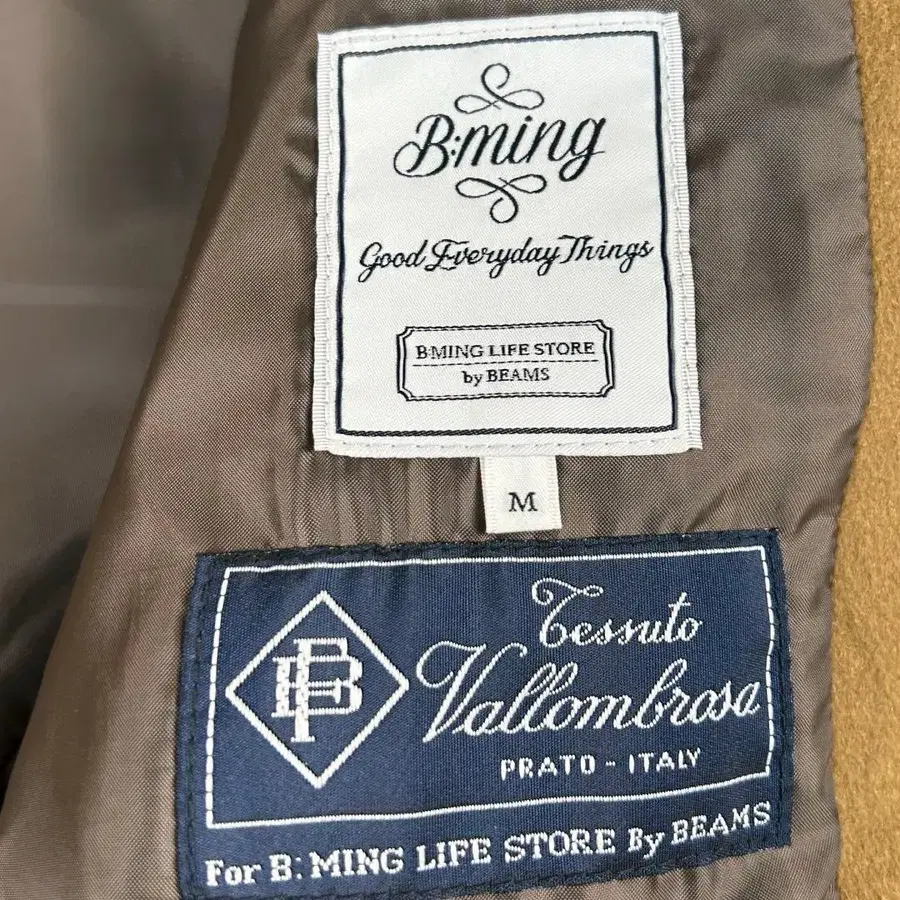 B:ming
Good Everyday Things
B:MING LIFE STORE
by BEAMS
M
BF
Tessuto
Vallombrosa
PRATO - ITALY
For B:MING LIFE STORE By BEAMS